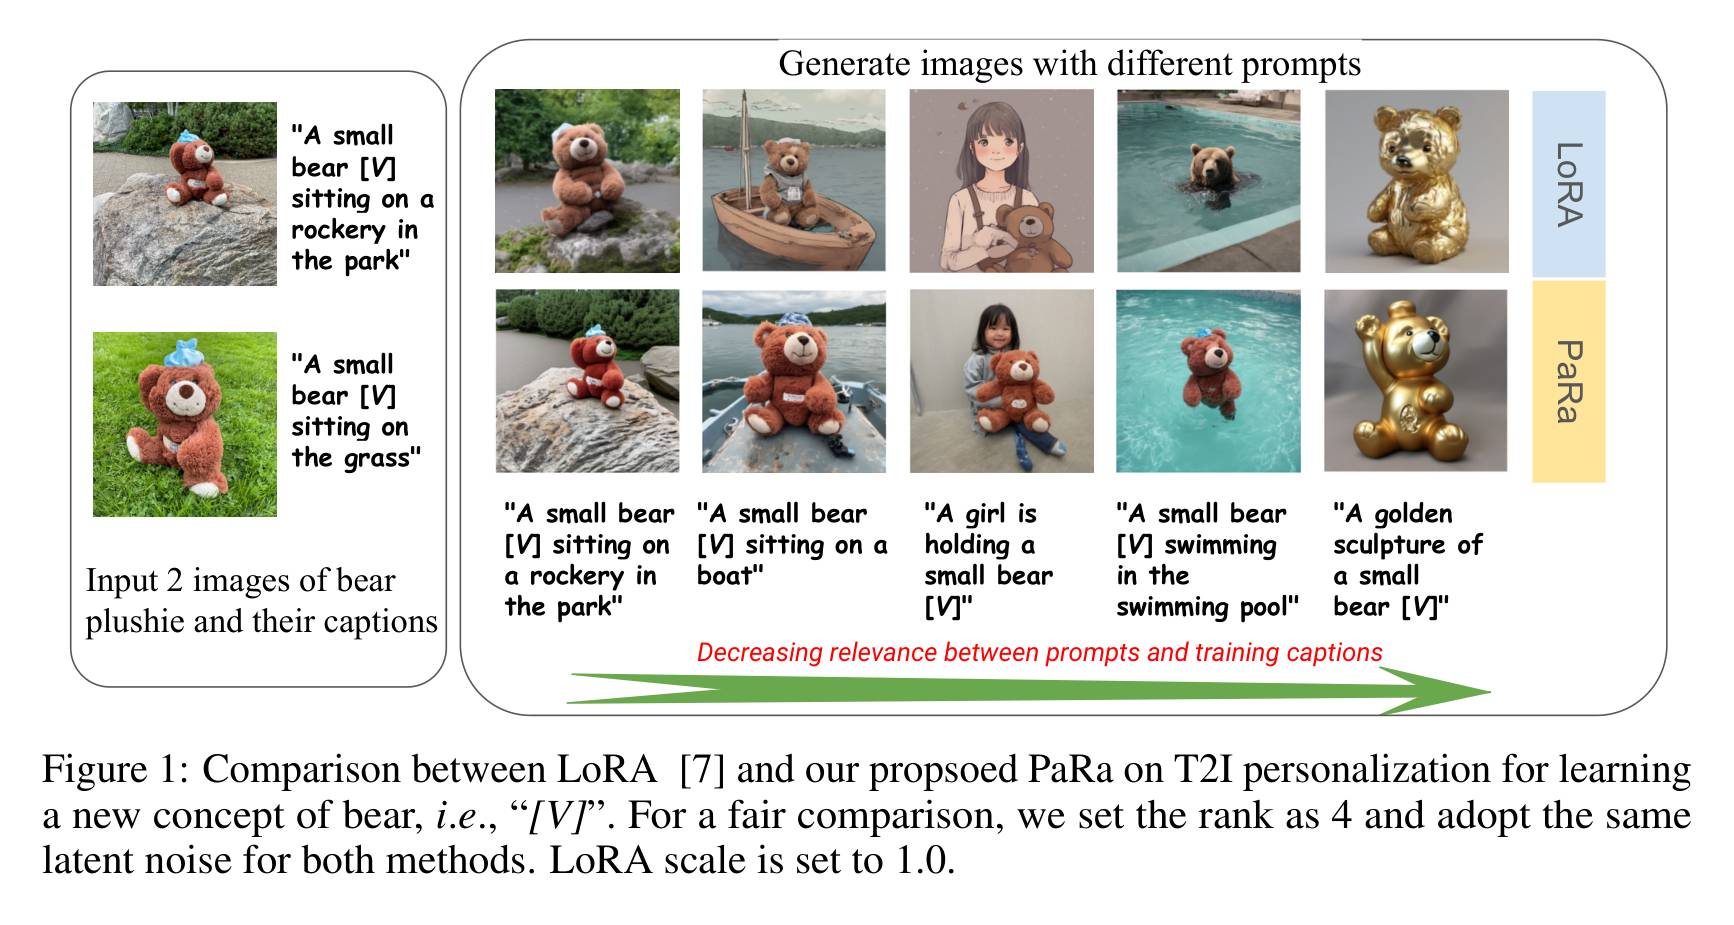 "A small
bear [V]
sitting on a
rockery in
the park"
"A small
bear [V]
sitting on
the grass"
Input 2 images of bear
plushie and their captions
Generate images with different prompts
LoRA
PaRa
"A small bear
[V] sitting on
a rockery in
the park"
"A small bear
[V] sitting on a
boat"
"A girl is
holding a
small bear
[V]"
"A small bear
[V] swimming
in the
swimming pool"
"A golden
sculpture of
a small
bear [V]"
Decreasing relevance between prompts and training captions
Figure 1: Comparison between LoRA [7] and our propsoed PaRa on T2I personalization for learning
a new concept of bear, i.e., “[V]”. For a fair comparison, we set the rank as 4 and adopt the same
latent noise for both methods. LoRA scale is set to 1.0.